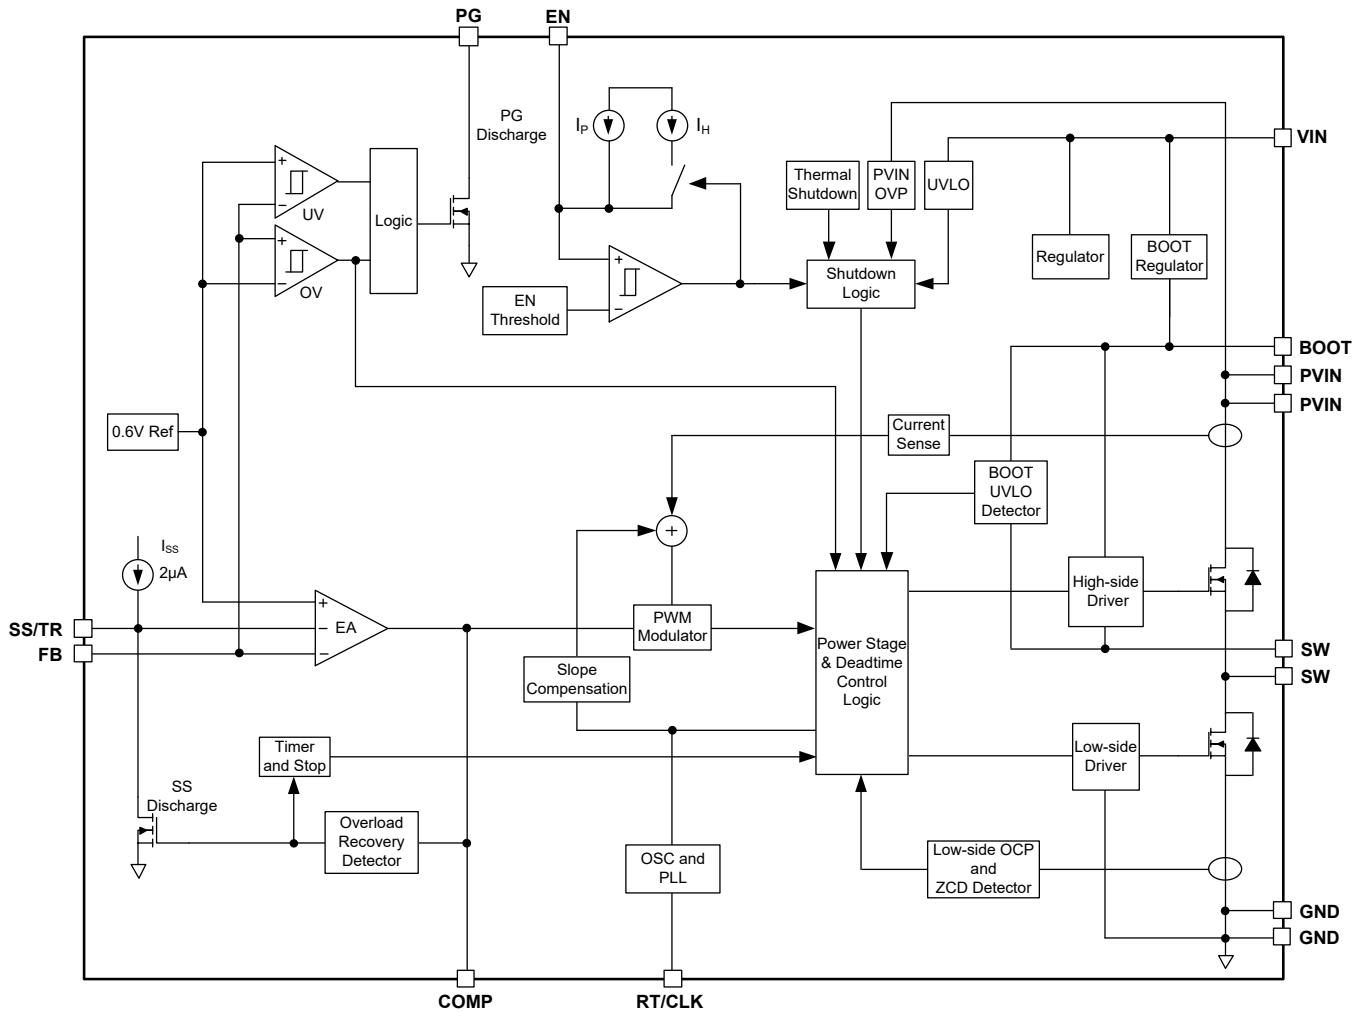 PG
EN
PG
Discharge
IP
IH
VIN
+
−
UV
Logic
+
−
OV
Thermal
Shutdown
PVIN
OVP
UVLO
Regulator
BOOT
Regulator
+
−
EN
Threshold
Shutdown
Logic
BOOT
PVIN
PVIN
0.6V Ref
Current
Sense
BOOT
UVLO
Detector
+
ISS
2µA
High-side
Driver
SS/TR
FB
+
−
−
EA
PWM
Modulator
Power Stage
& Deadtime
Control
Logic
SW
SW
Slope
Compensation
Timer
and Stop
Low-side
Driver
SS
Discharge
Overload
Recovery
Detector
OSC and
PLL
Low-side OCP
and
ZCD Detector
GND
GND
COMP
RT/CLK